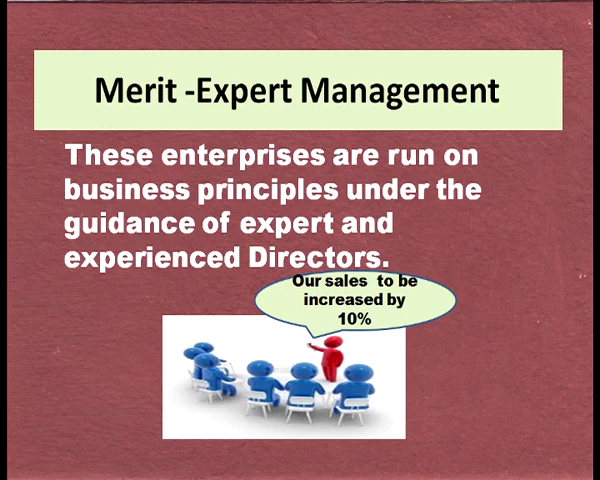 Merit -Expert Management
These enterprises are run on
business principles under the
guidance of expert and
experienced Directors.
Our sales to be
increased by
10%